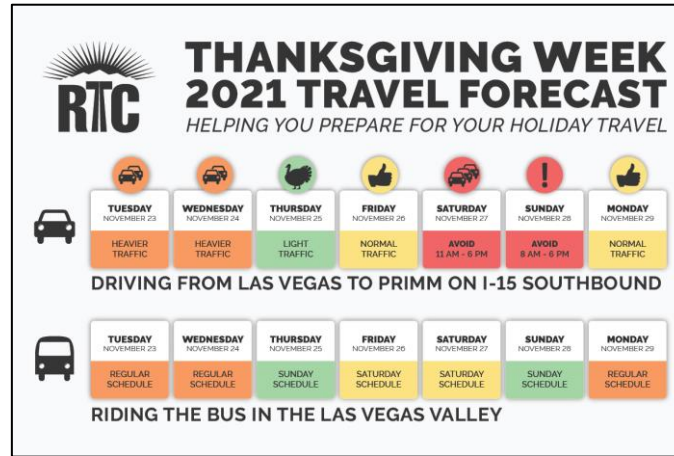 RTC
THANKSGIVING WEEK
2021 TRAVEL FORECAST
HELPING YOU PREPARE FOR YOUR HOLIDAY TRAVEL
TUESDAY WEDNESDAY THURSDAY FRIDAY SATURDAY SUNDAY MONDAY
NOVEMBER 23 NOVEMBER 24 NOVEMBER 25 NOVEMBER 26 NOVEMBER 27 NOVEMBER 28 NOVEMBER 29
HEAVIER HEAVIER LIGHT NORMAL AVOID AVOID NORMAL
TRAFFIC TRAFFIC TRAFFIC TRAFFIC 11 AM - 6 PM 8 AM - 6 PM TRAFFIC
DRIVING FROM LAS VEGAS TO PRIMM ON I-15 SOUTHBOUND
TUESDAY WEDNESDAY THURSDAY FRIDAY SATURDAY SUNDAY MONDAY
NOVEMBER 23 NOVEMBER 24 NOVEMBER 25 NOVEMBER 26 NOVEMBER 27 NOVEMBER 28 NOVEMBER 29
REGULAR REGULAR SUNDAY SATURDAY SATURDAY SUNDAY REGULAR
SCHEDULE SCHEDULE SCHEDULE SCHEDULE SCHEDULE SCHEDULE SCHEDULE
RIDING THE BUS IN THE LAS VEGAS VALLEY